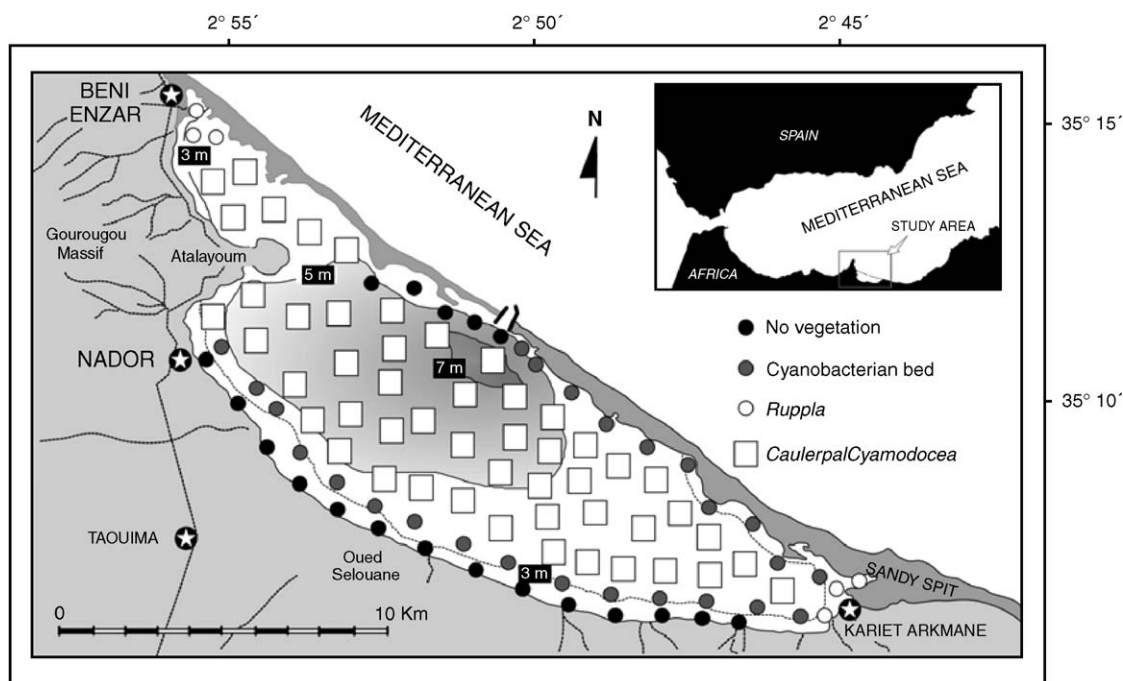 2° 55´
2° 50´
2° 45´
35° 15´
35° 10´
BENI
ENZAR
3 m
MEDITERRANEAN SEA
N
SPAIN
MEDITERRANEAN SEA
STUDY AREA
AFRICA
Gourougou
Massif
Atalayoum
5 m
No vegetation
NADOR
7 m
Cyanobacterian bed
Ruppla
CaulerpalCyamodocea
TAOUIMA
Oued
Selouane
3 m
SANDY SPIT
0
10 Km
KARIET ARKMANE